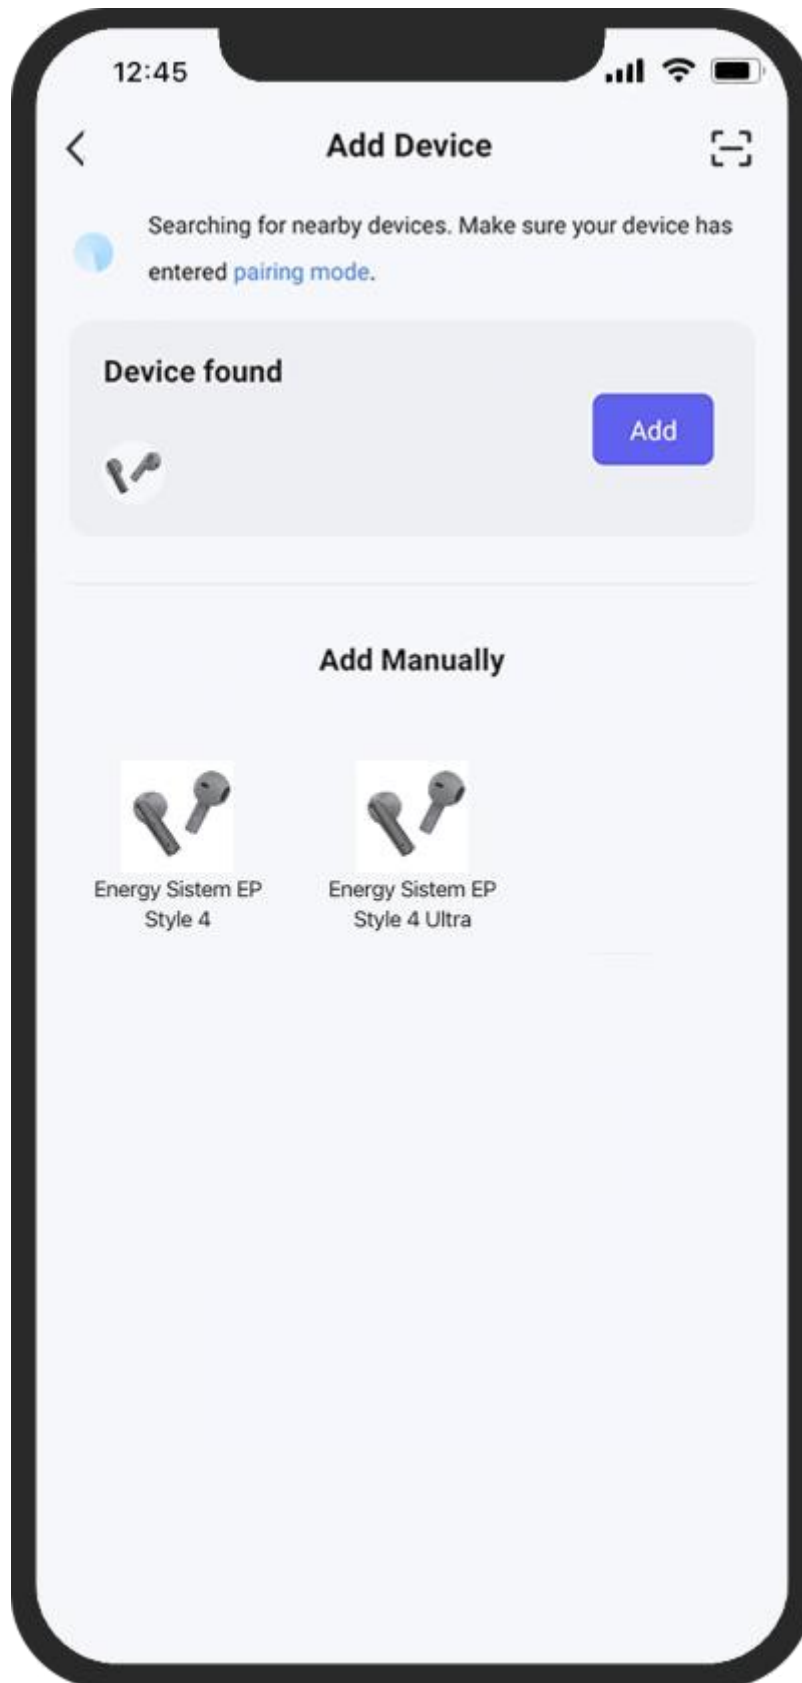 12:45
Add Device
Searching for nearby devices. Make sure your device has
entered pairing mode.
Device found
Add
Add Manually
Energy Sistem EP
Style 4
Energy Sistem EP
Style 4 Ultra